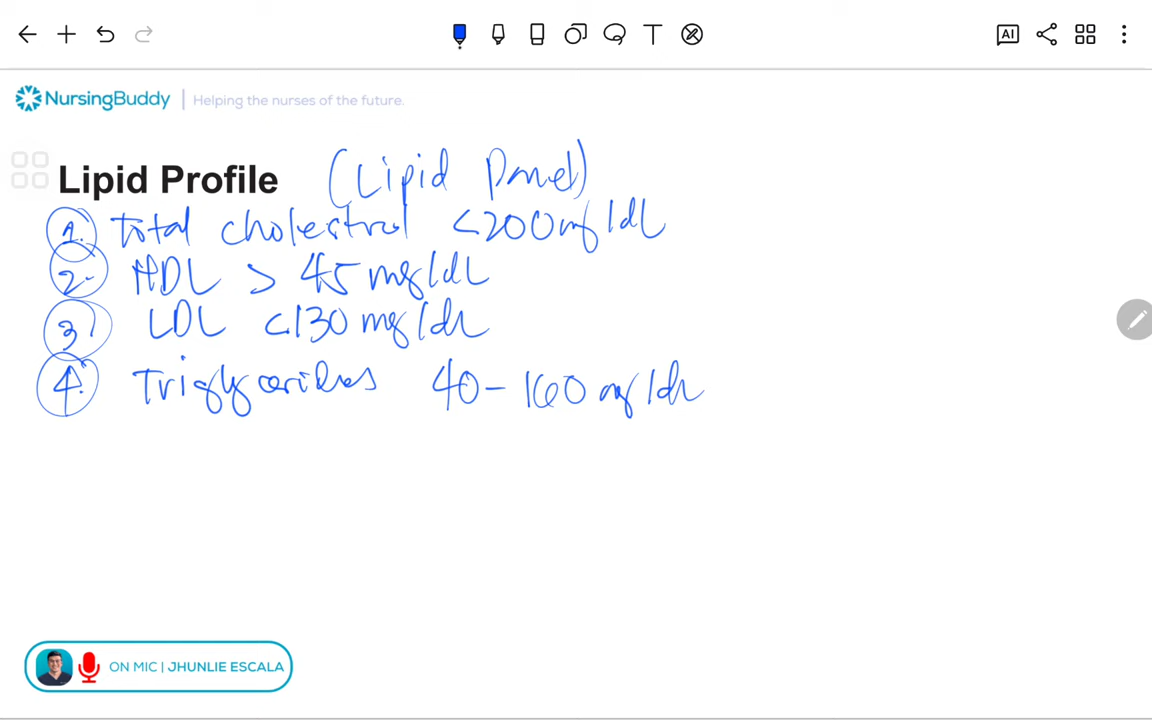 AI
NursingBuddy | Helping the nurses of the future.
Lipid Profile (Lipid Panel)
1. Total cholestrol <200mg/dL
2. HDL > 45 mg/dL
3) LDL <130 mg/dL
4. Triglycerides 40-160 mg/dL
ON MIC | JHUNLIE ESCALA